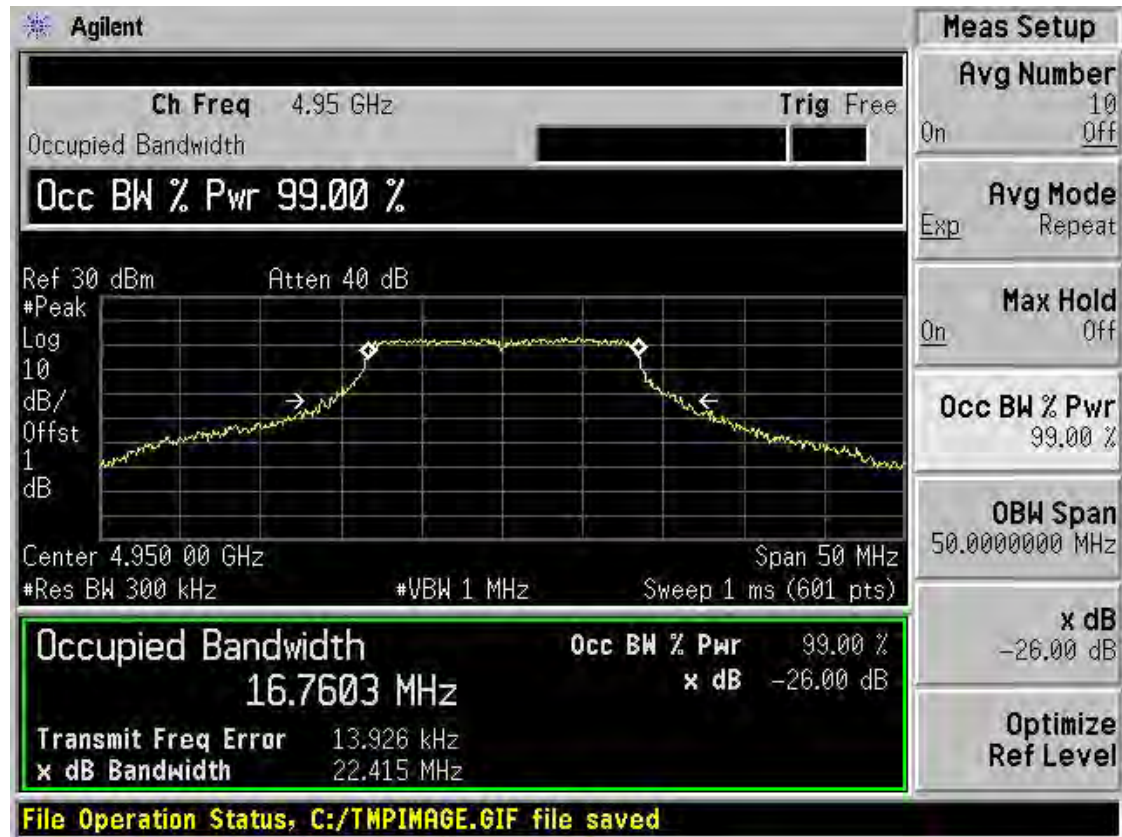 Agilent
Ch Freq 4.95 GHz Trig Free
Occupied Bandwidth
Occ BW % Pwr 99.00 %
Ref 30 dBm Atten 40 dB
#Peak
Log
10
dB/
Offst
1
dB
Center 4.950 00 GHz Span 50 MHz
#Res BW 300 kHz #VBW 1 MHz Sweep 1 ms (601 pts)
Occupied Bandwidth Occ BW % Pwr 99.00 %
16.7603 MHz x dB -26.00 dB
Transmit Freq Error 13.926 kHz
x dB Bandwidth 22.415 MHz
File Operation Status, C:/TMPIMAGE.GIF file saved
Meas Setup
Avg Number
10
On Off
Avg Mode
Exp Repeat
Max Hold
On Off
Occ BW % Pwr
99.00 %
OBW Span
50.0000000 MHz
x dB
-26.00 dB
Optimize
Ref Level